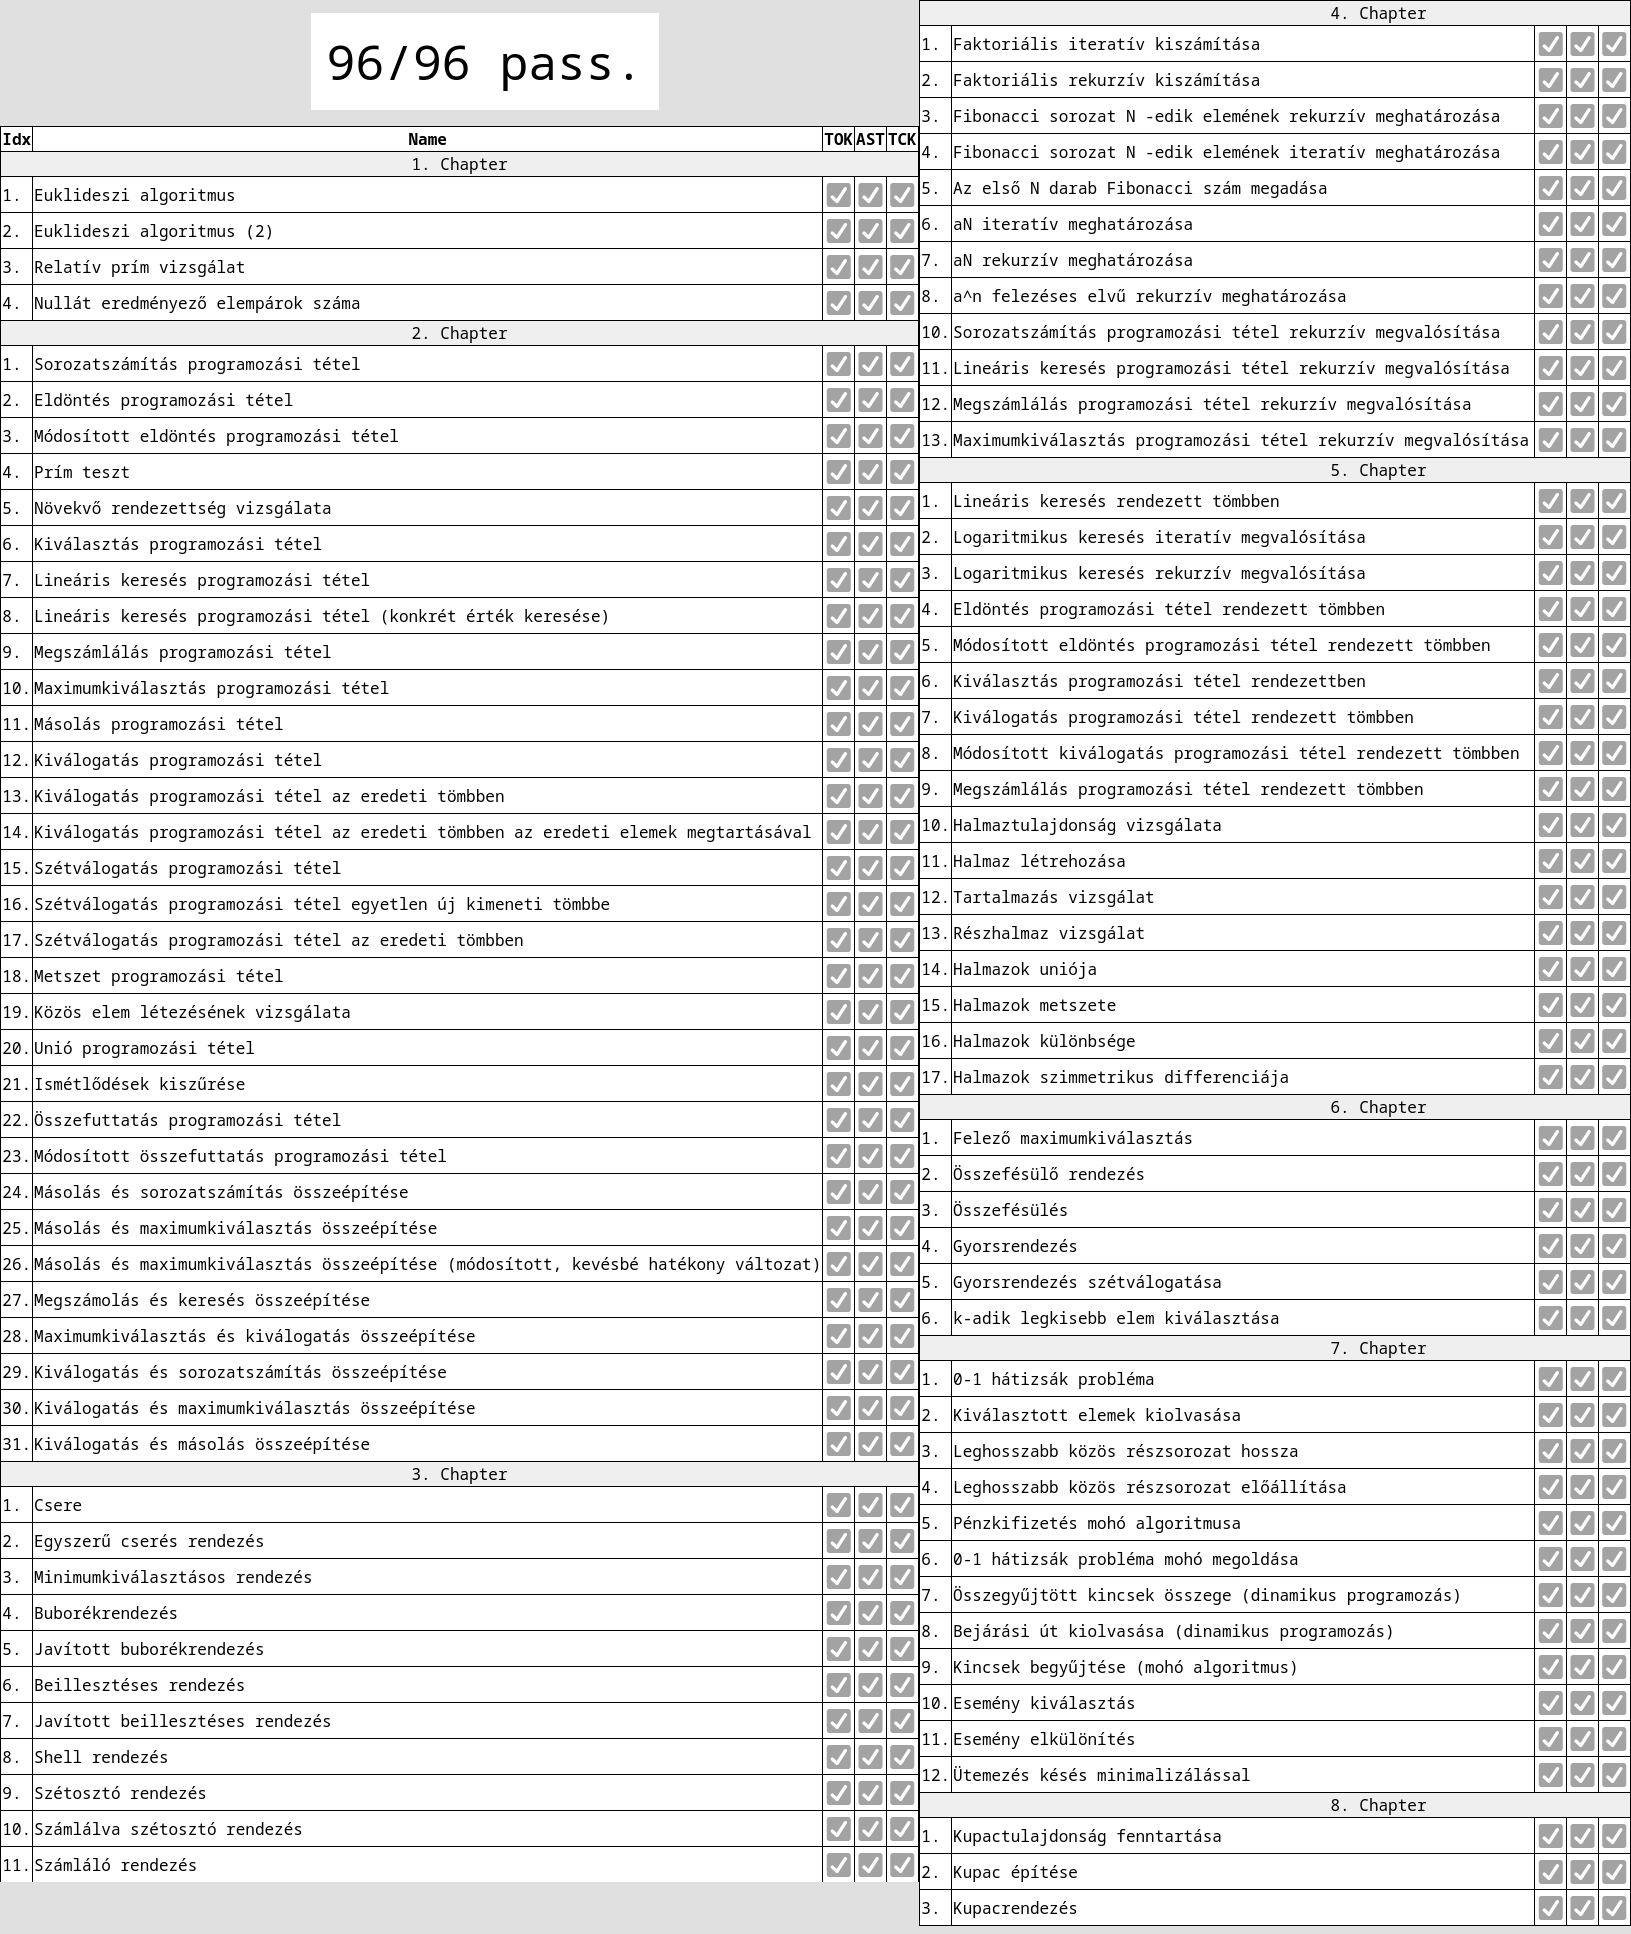 96/96 pass.
Idx Name TOK AST TCK
1. Chapter
1. Euklideszi algoritmus
2. Euklideszi algoritmus (2)
3. Relatív prím vizsgálat
4. Nullát eredményező elempárok száma
2. Chapter
1. Sorozatszámítás programozási tétel
2. Eldöntés programozási tétel
3. Módosított eldöntés programozási tétel
4. Prím teszt
5. Növekvő rendezettség vizsgálata
6. Kiválasztás programozási tétel
7. Lineáris keresés programozási tétel
8. Lineáris keresés programozási tétel (konkrét érték keresése)
9. Megszámlálás programozási tétel
10. Maximumkiválasztás programozási tétel
11. Másolás programozási tétel
12. Kiválogatás programozási tétel
13. Kiválogatás programozási tétel az eredeti tömbben
14. Kiválogatás programozási tétel az eredeti tömbben az eredeti elemek megtartásával
15. Szétválogatás programozási tétel
16. Szétválogatás programozási tétel egyetlen új kimeneti tömbbe
17. Szétválogatás programozási tétel az eredeti tömbben
18. Metszet programozási tétel
19. Közös elem létezésének vizsgálata
20. Unió programozási tétel
21. Ismétlődések kiszűrése
22. Összefuttatás programozási tétel
23. Módosított összefuttatás programozási tétel
24. Másolás és sorozatszámítás összeépítése
25. Másolás és maximumkiválasztás összeépítése
26. Másolás és maximumkiválasztás összeépítése (módosított, kevésbé hatékony változat)
27. Megszámolás és keresés összeépítése
28. Maximumkiválasztás és kiválogatás összeépítése
29. Kiválogatás és sorozatszámítás összeépítése
30. Kiválogatás és maximumkiválasztás összeépítése
31. Kiválogatás és másolás összeépítése
3. Chapter
1. Csere
2. Egyszerű cserés rendezés
3. Minimumkiválasztásos rendezés
4. Buborékrendezés
5. Javított buborékrendezés
6. Beillesztéses rendezés
7. Javított beillesztéses rendezés
8. Shell rendezés
9. Szétosztó rendezés
10. Számlálva szétosztó rendezés
11. Számláló rendezés
4. Chapter
1. Faktoriális iteratív kiszámítása
2. Faktoriális rekurzív kiszámítása
3. Fibonacci sorozat N -edik elemének rekurzív meghatározása
4. Fibonacci sorozat N -edik elemének iteratív meghatározása
5. Az első N darab Fibonacci szám megadása
6. aN iteratív meghatározása
7. aN rekurzív meghatározása
8. a^n felezéses elvű rekurzív meghatározása
10. Sorozatszámítás programozási tétel rekurzív megvalósítása
11. Lineáris keresés programozási tétel rekurzív megvalósítása
12. Megszámlálás programozási tétel rekurzív megvalósítása
13. Maximumkiválasztás programozási tétel rekurzív megvalósítása
5. Chapter
1. Lineáris keresés rendezett tömbben
2. Logaritmikus keresés iteratív megvalósítása
3. Logaritmikus keresés rekurzív megvalósítása
4. Eldöntés programozási tétel rendezett tömbben
5. Módosított eldöntés programozási tétel rendezett tömbben
6. Kiválasztás programozási tétel rendezettben
7. Kiválogatás programozási tétel rendezett tömbben
8. Módosított kiválogatás programozási tétel rendezett tömbben
9. Megszámlálás programozási tétel rendezett tömbben
10. Halmaztulajdonság vizsgálata
11. Halmaz létrehozása
12. Tartalmazás vizsgálat
13. Részhalmaz vizsgálat
14. Halmazok uniója
15. Halmazok metszete
16. Halmazok különbsége
17. Halmazok szimmetrikus differenciája
6. Chapter
1. Felező maximumkiválasztás
2. Összefésülő rendezés
3. Összefésülés
4. Gyorsrendezés
5. Gyorsrendezés szétválogatása
6. k-adik legkisebb elem kiválasztása
7. Chapter
1. 0-1 hátizsák probléma
2. Kiválasztott elemek kiolvasása
3. Leghosszabb közös részsorozat hossza
4. Leghosszabb közös részsorozat előállítása
5. Pénzkifizetés mohó algoritmusa
6. 0-1 hátizsák probléma mohó megoldása
7. Összegyűjtött kincsek összege (dinamikus programozás)
8. Bejárási út kiolvasása (dinamikus programozás)
9. Kincsek begyűjtése (mohó algoritmus)
10. Esemény kiválasztás
11. Esemény elkülönítés
12. Ütemezés késés minimalizálással
8. Chapter
1. Kupactulajdonság fenntartása
2. Kupac építése
3. Kupacrendezés